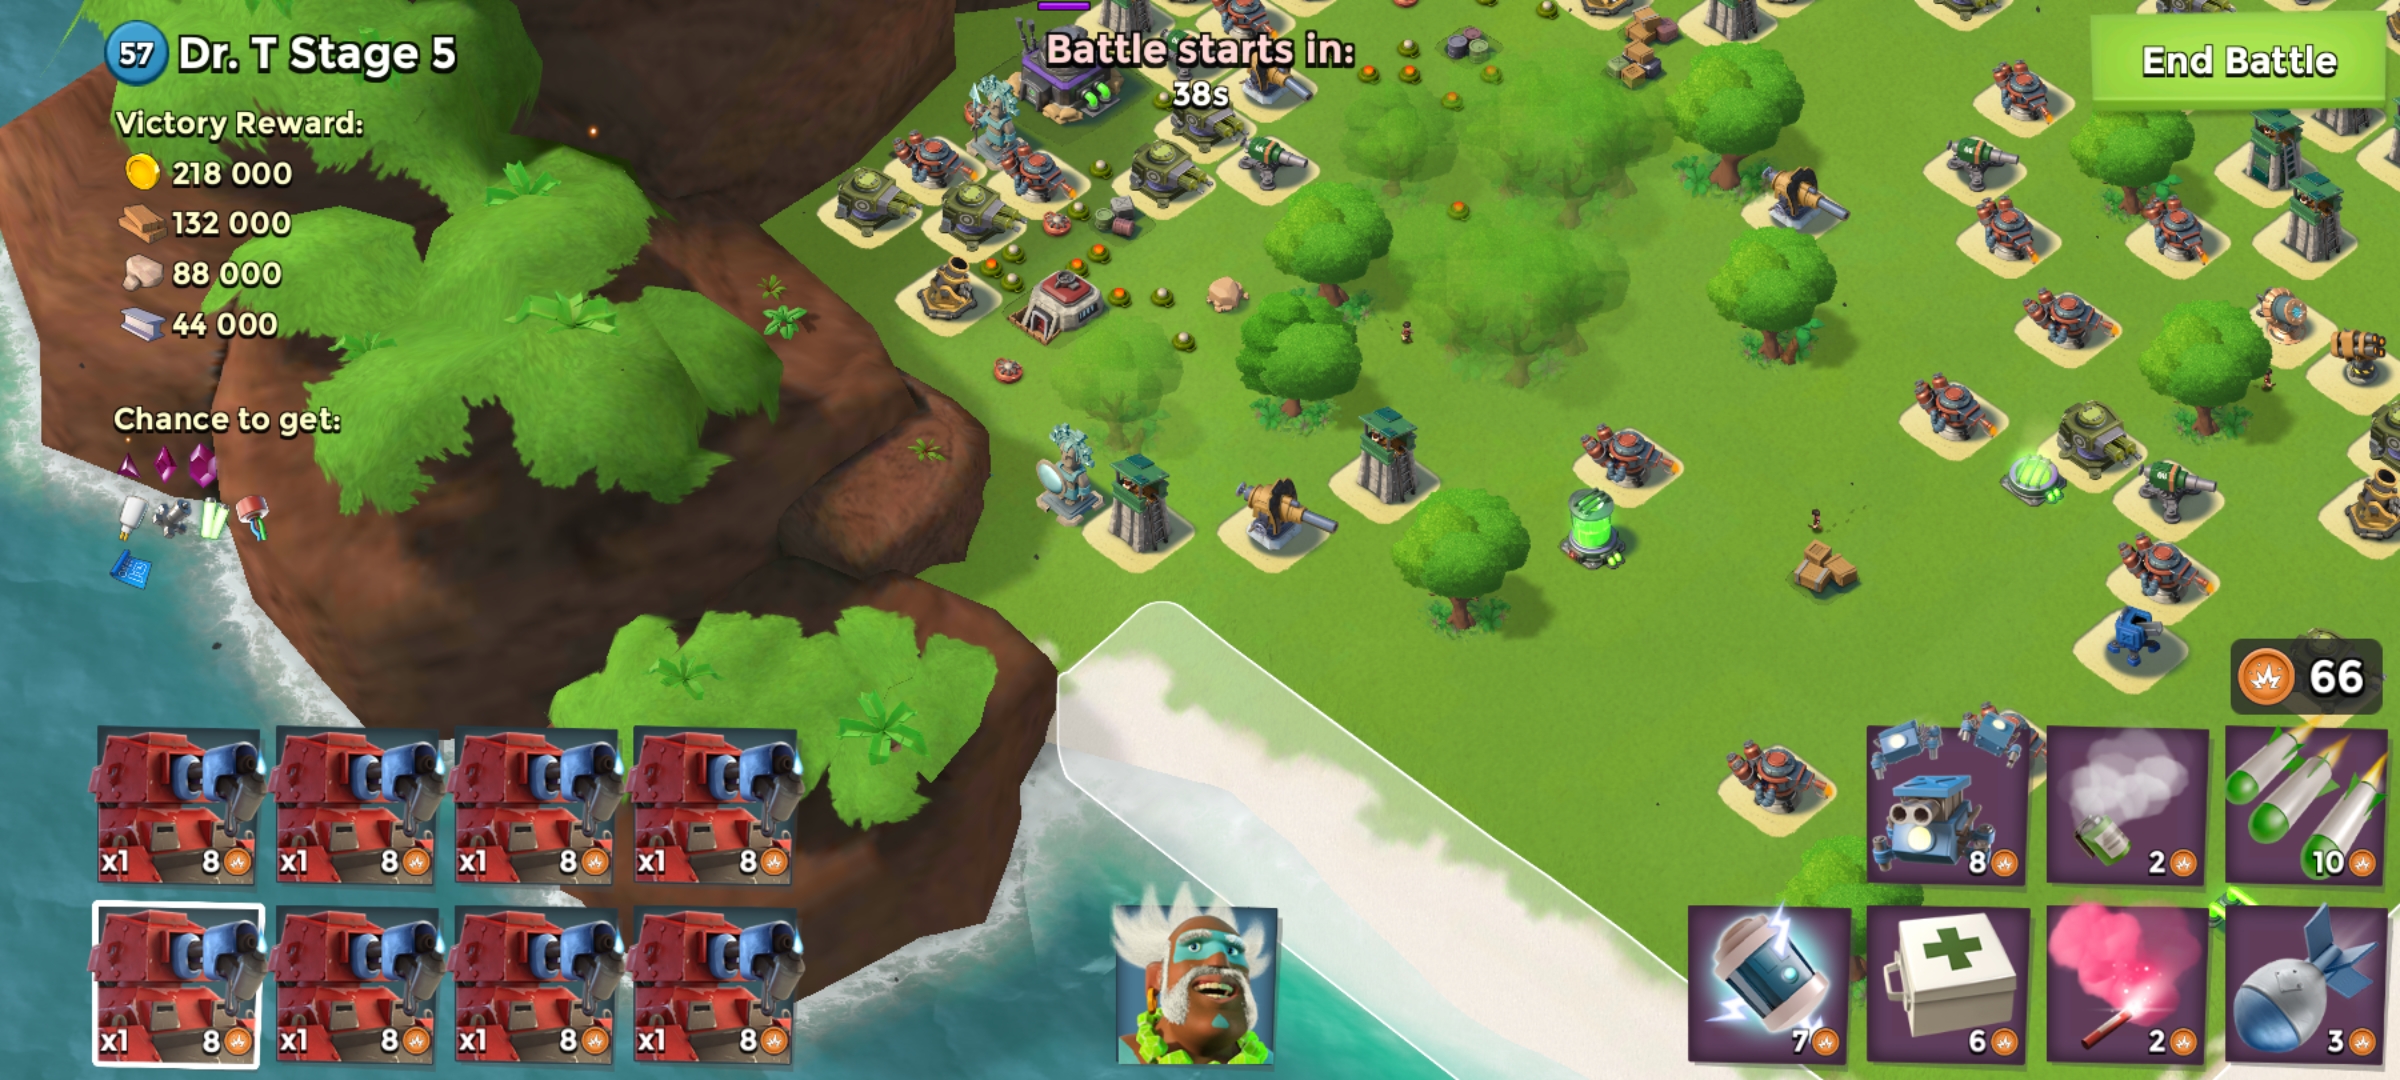 57 Dr. T Stage 5
Battle starts in:
38s
End Battle
Victory Reward:
218 000
132 000
88 000
44 000
Chance to get:
66
x1 8
x1 8
x1 8
x1 8
8
2
10
x1 8
x1 8
x1 8
x1 8
7
6
2
3